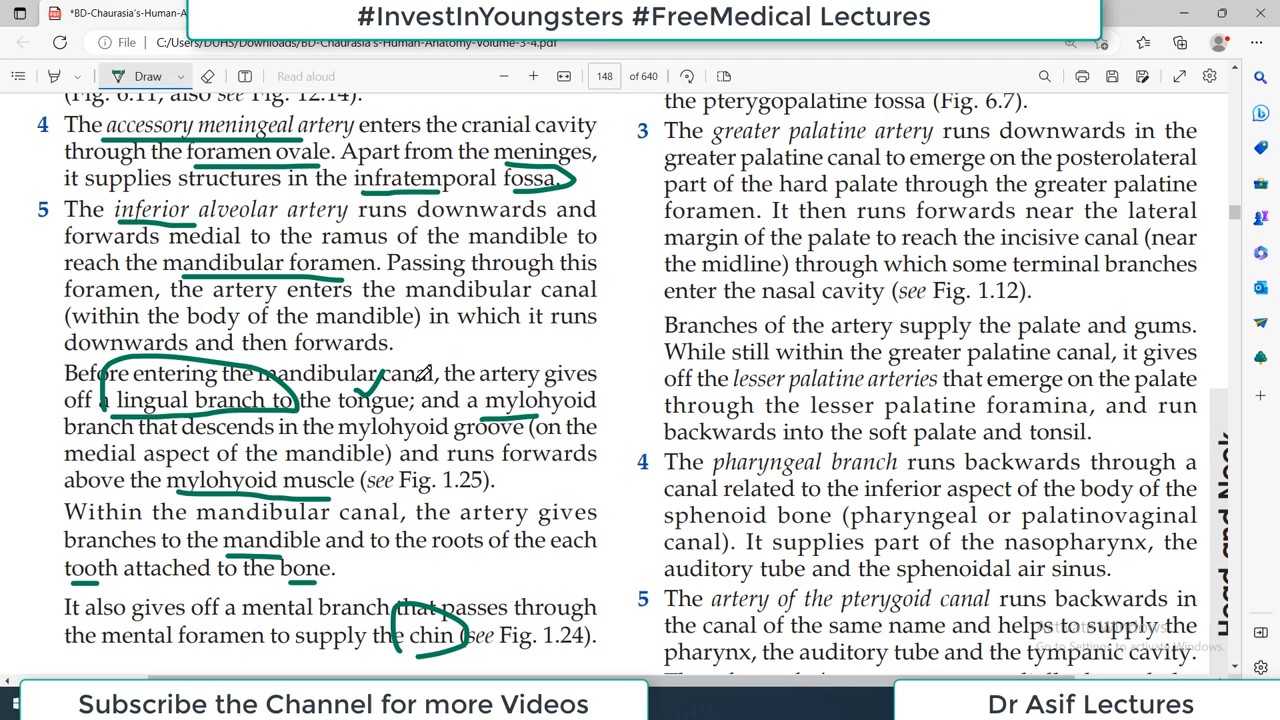 #InvestInYoungsters #FreeMedical Lectures
*BD-Chaurasia's-Human-A
File
C:/Users/DUHS/Downloads/BD-Chaurasia's-Human-Anatomy-Volume-3-4.pdf
Draw
Read aloud
148
of 640
(Fig. 6.11, also see Fig. 12.14).
4 The accessory meningeal artery enters the cranial cavity
through the foramen ovale. Apart from the meninges,
it supplies structures in the infratemporal fossa.
5 The inferior alveolar artery runs downwards and
forwards medial to the ramus of the mandible to
reach the mandibular foramen. Passing through this
foramen, the artery enters the mandibular canal
(within the body of the mandible) in which it runs
downwards and then forwards.
Before entering the mandibular canal, the artery gives
off a lingual branch to the tongue; and a mylohyoid
branch that descends in the mylohyoid groove (on the
medial aspect of the mandible) and runs forwards
above the mylohyoid muscle (see Fig. 1.25).
Within the mandibular canal, the artery gives
branches to the mandible and to the roots of the each
tooth attached to the bone.
It also gives off a mental branch that passes through
the mental foramen to supply the chin (see Fig. 1.24).
the pterygopalatine fossa (Fig. 6.7).
3 The greater palatine artery runs downwards in the
greater palatine canal to emerge on the posterolateral
part of the hard palate through the greater palatine
foramen. It then runs forwards near the lateral
margin of the palate to reach the incisive canal (near
the midline) through which some terminal branches
enter the nasal cavity (see Fig. 1.12).
Branches of the artery supply the palate and gums.
While still within the greater palatine canal, it gives
off the lesser palatine arteries that emerge on the palate
through the lesser palatine foramina, and run
backwards into the soft palate and tonsil.
4 The pharyngeal branch runs backwards through a
canal related to the inferior aspect of the body of the
sphenoid bone (pharyngeal or palatinovaginal
canal). It supplies part of the nasopharynx, the
auditory tube and the sphenoidal air sinus.
5 The artery of the pterygoid canal runs backwards in
the canal of the same name and helps to supply the
pharynx, the auditory tube and the tympanic cavity.
Head and Neck
Activate Windows
Go to Settings to activate Windows.
Subscribe the Channel for more Videos
Dr Asif Lectures